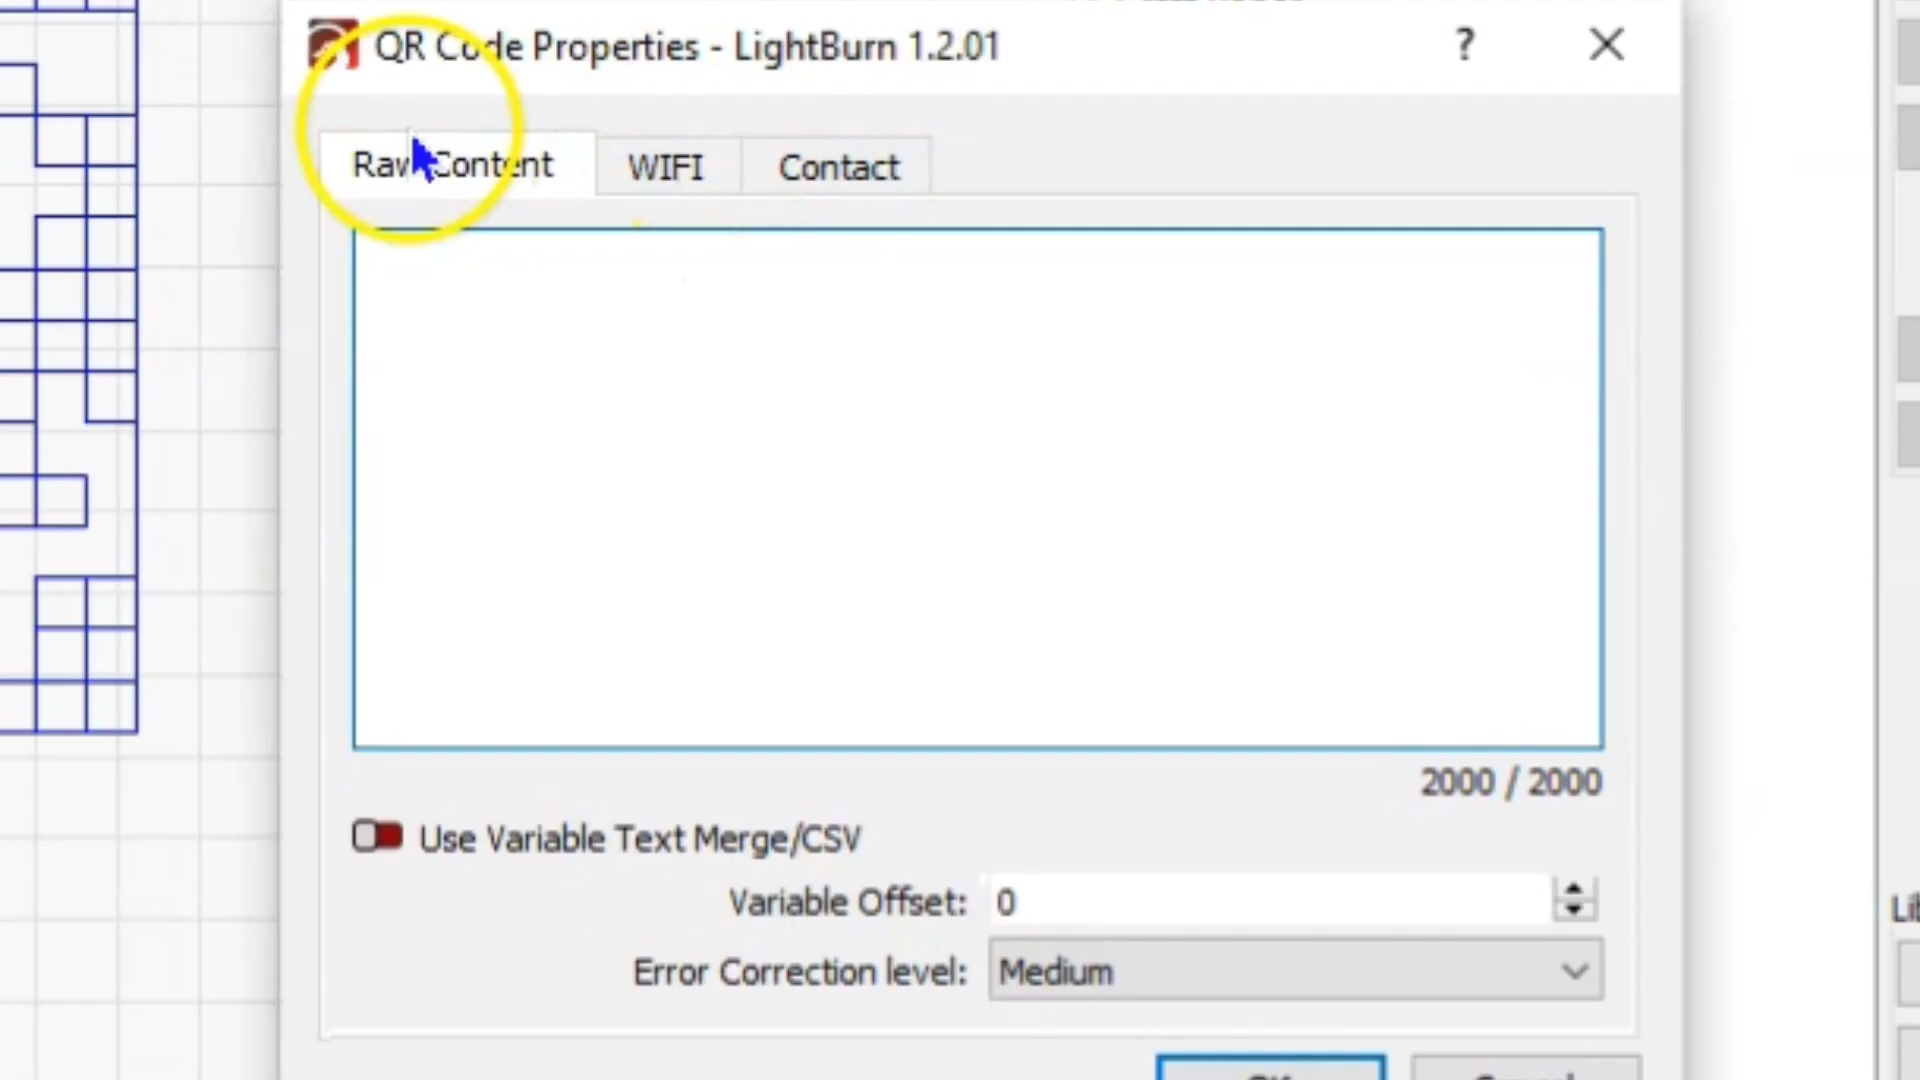 QR Code Properties - LightBurn 1.2.01
?
Raw Content
WIFI
Contact
2000 / 2000
Use Variable Text Merge/CSV
Variable Offset: 0
Error Correction level: Medium